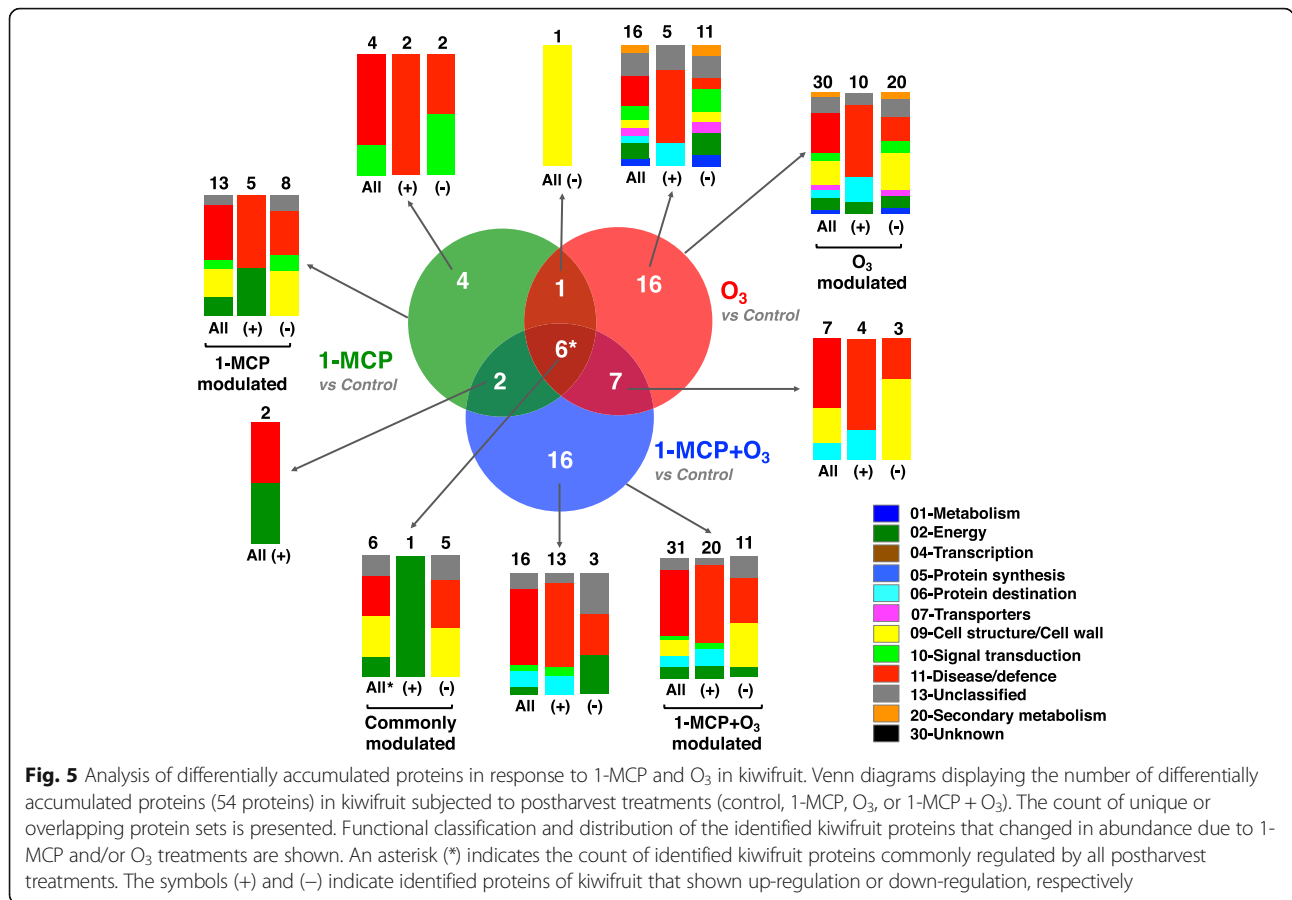 4 2 2
All (+) (-)
1
All (-)
16 5 11
All (+) (-)
30 10 20
All (+) (-)
O3
modulated
13 5 8
All (+) (-)
1-MCP
modulated
4
1
16
6*
2
7
16
1-MCP
vs Control
O3
vs Control
1-MCP+O3
vs Control
7 4 3
All (+) (-)
2
All (+)
6 1 5
All* (+) (-)
Commonly
modulated
16 13 3
All (+) (-)
31 20 11
All (+) (-)
1-MCP+O3
modulated
01-Metabolism
02-Energy
04-Transcription
05-Protein synthesis
06-Protein destination
07-Transporters
09-Cell structure/Cell wall
10-Signal transduction
11-Disease/defence
13-Unclassified
20-Secondary metabolism
30-Unknown
Fig. 5 Analysis of differentially accumulated proteins in response to 1-MCP and O3 in kiwifruit. Venn diagrams displaying the number of differentially
accumulated proteins (54 proteins) in kiwifruit subjected to postharvest treatments (control, 1-MCP, O3, or 1-MCP + O3). The count of unique or
overlapping protein sets is presented. Functional classification and distribution of the identified kiwifruit proteins that changed in abundance due to 1-
MCP and/or O3 treatments are shown. An asterisk (*) indicates the count of identified kiwifruit proteins commonly regulated by all postharvest
treatments. The symbols (+) and (−) indicate identified proteins of kiwifruit that shown up-regulation or down-regulation, respectively